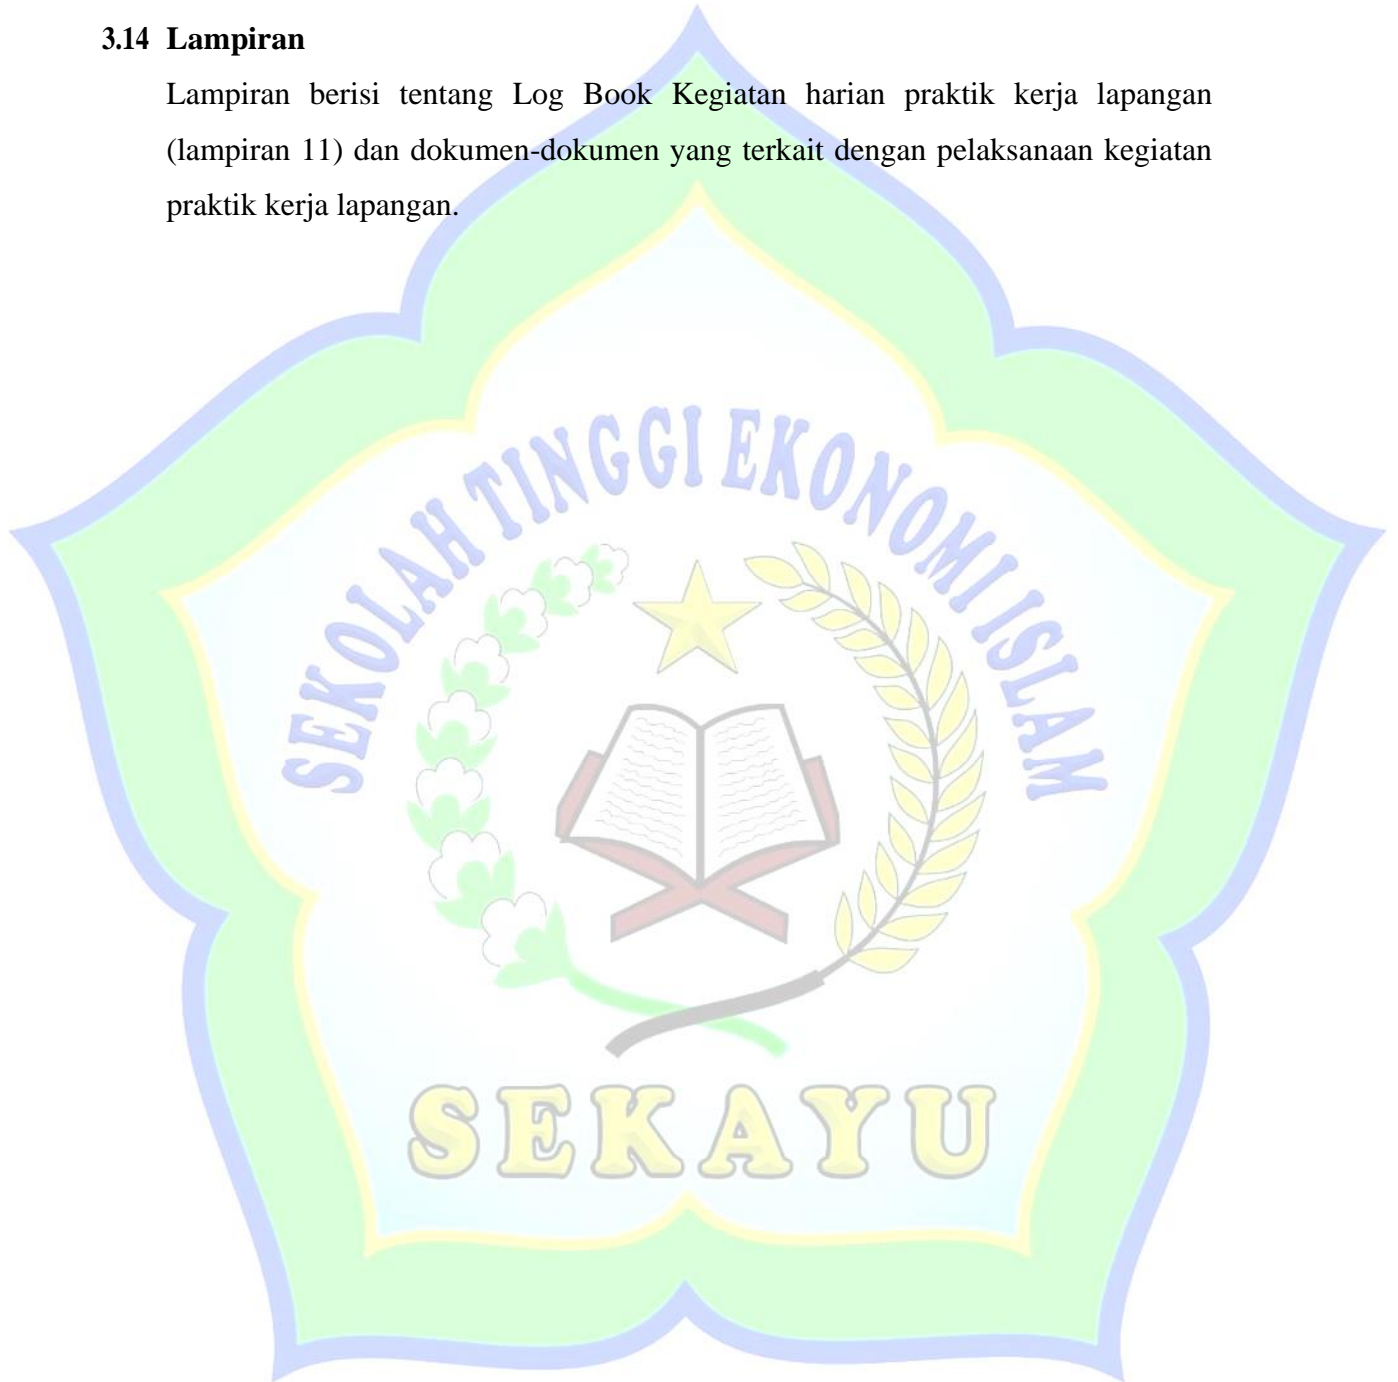 3.14 Lampiran
Lampiran berisi tentang Log Book Kegiatan harian praktik kerja lapangan
(lampiran 11) dan dokumen-dokumen yang terkait dengan pelaksanaan kegiatan
praktik kerja lapangan.
SEKOLAH TINGGI EKONOMI ISLAM
SEKAYU